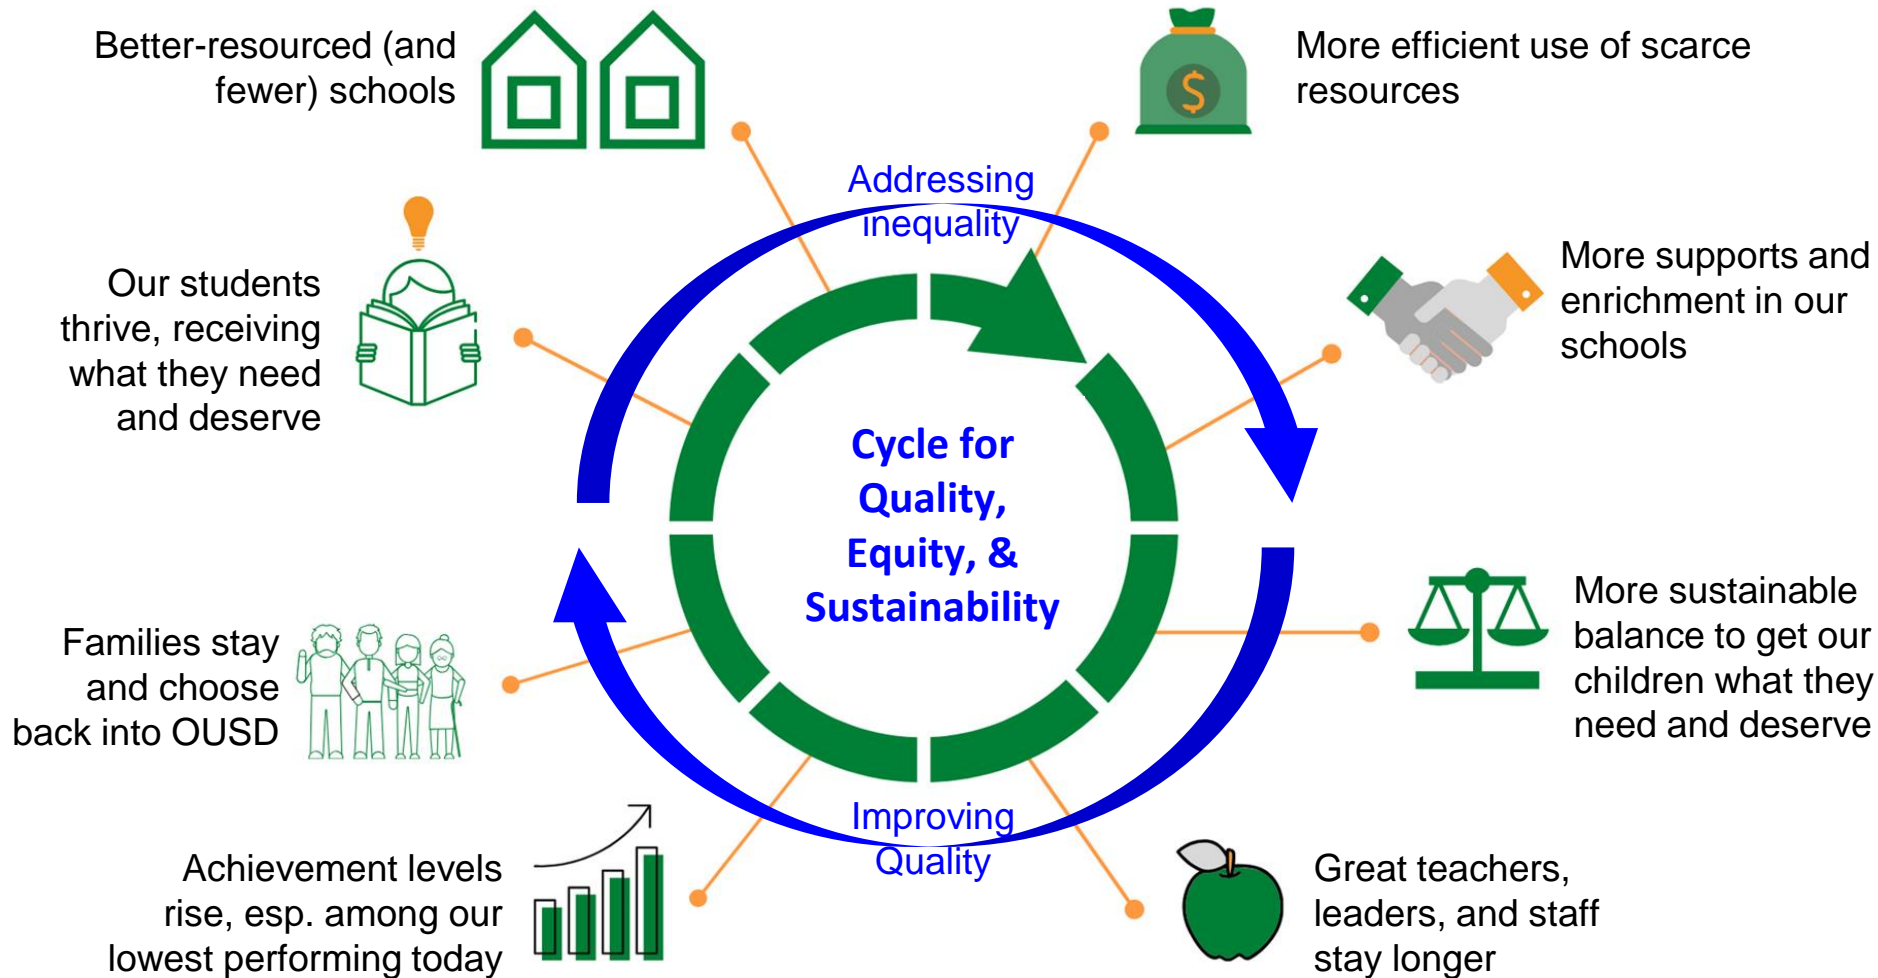 Better-resourced (and
fewer) schools
$
More efficient use of scarce
resources
Addressing
inequality
Our students
thrive, receiving
what they need
and deserve
More supports and
enrichment in our
schools
Cycle for
Quality,
Equity, &
Sustainability
Families stay
and choose
back into OUSD
More sustainable
balance to get our
children what they
need and deserve
Improving
Quality
Achievement levels
rise, esp. among our
lowest performing today
Great teachers,
leaders, and staff
stay longer